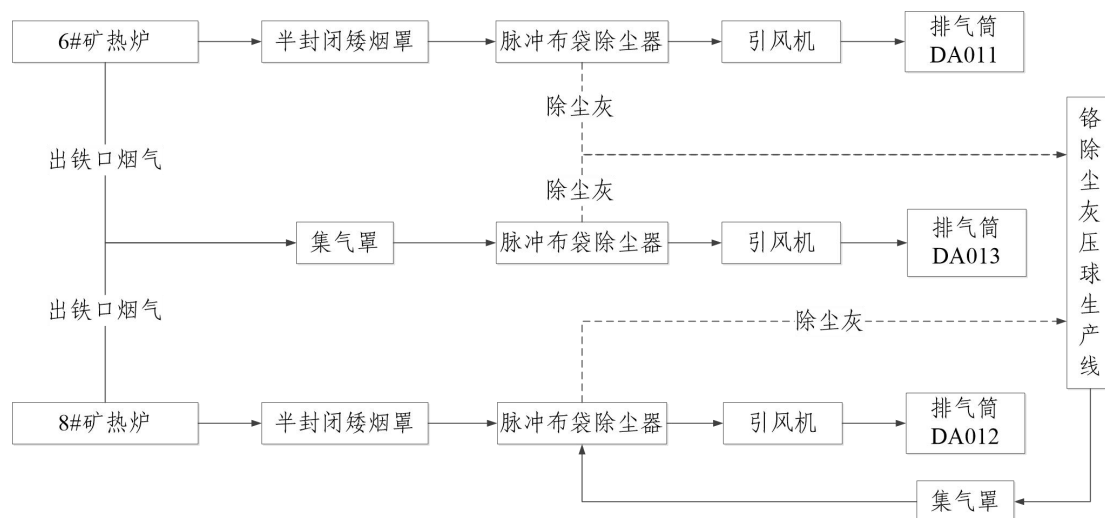 6#矿热炉
半封闭矮烟罩
脉冲布袋除尘器
引风机
排气筒
DA011
除尘灰
出铁口烟气
除尘灰
铬除尘灰压球生产线
集气罩
脉冲布袋除尘器
引风机
排气筒
DA013
出铁口烟气
除尘灰
8#矿热炉
半封闭矮烟罩
脉冲布袋除尘器
引风机
排气筒
DA012
集气罩